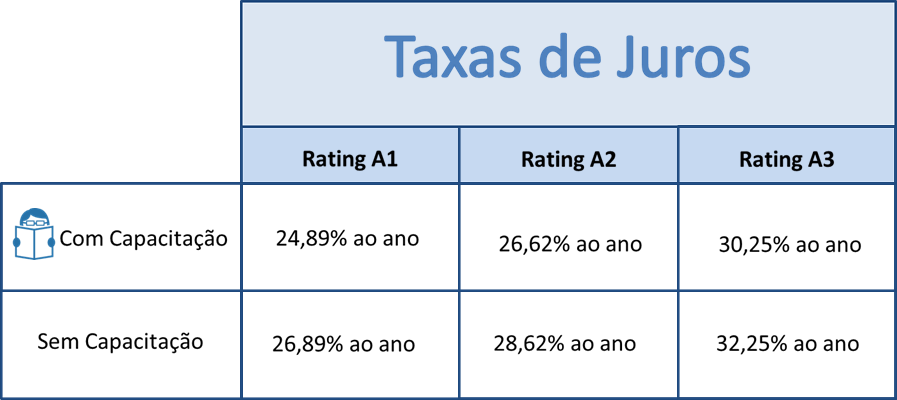 Taxas de Juros
Rating A1 Rating A2 Rating A3
Com Capacitação 24,89% ao ano 26,62% ao ano 30,25% ao ano
Sem Capacitação 26,89% ao ano 28,62% ao ano 32,25% ao ano